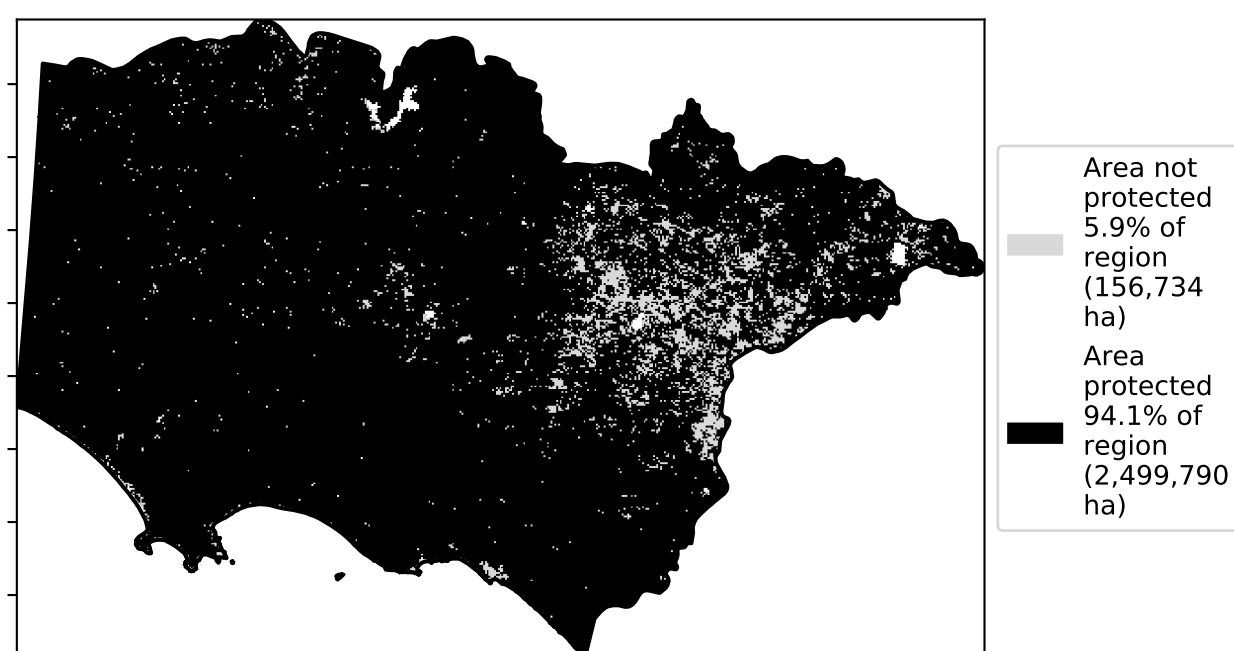 Area not
protected
5.9% of
region
(156,734
ha)
Area
protected
94.1% of
region
(2,499,790
ha)